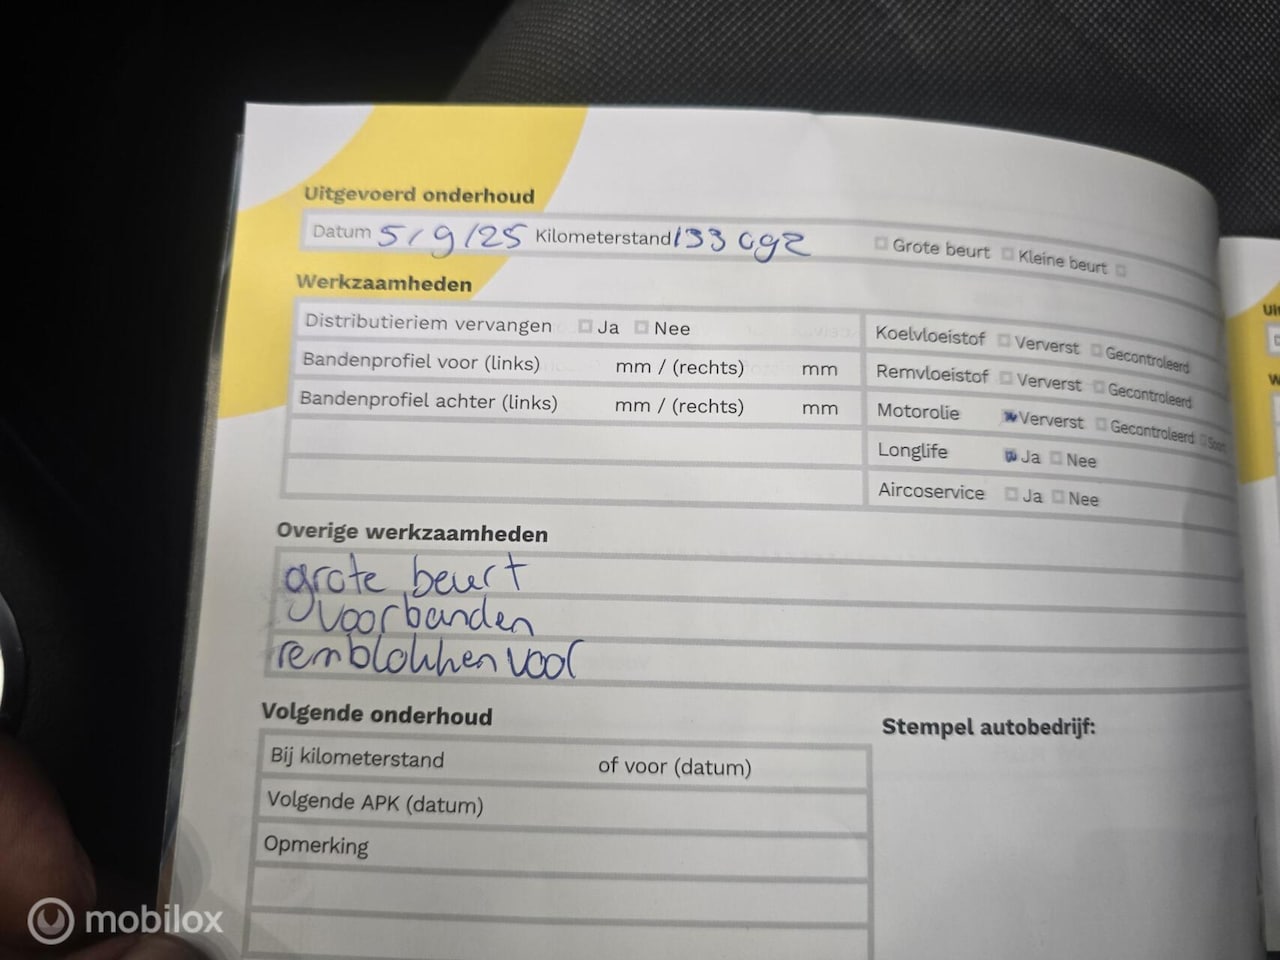 Uitgevoerd onderhoud
Datum 5/9/25 Kilometerstand 133 092 Grote beurt Kleine beurt
Werkzaamheden
Distributieriem vervangen Ja Nee
Bandenprofiel voor (links) mm / (rechts) mm
Bandenprofiel achter (links) mm / (rechts) mm
Koelvloeistof Ververst Gecontroleerd
Remvloeistof Ververst Gecontroleerd
Motorolie Ververst Gecontroleerd
Longlife Ja Nee
Aircoservice Ja Nee
Overige werkzaamheden
grote beurt
voorbanden
remblokken voor
Volgende onderhoud
Bij kilometerstand of voor (datum)
Volgende APK (datum)
Opmerking
Stempel autobedrijf:
mobilox